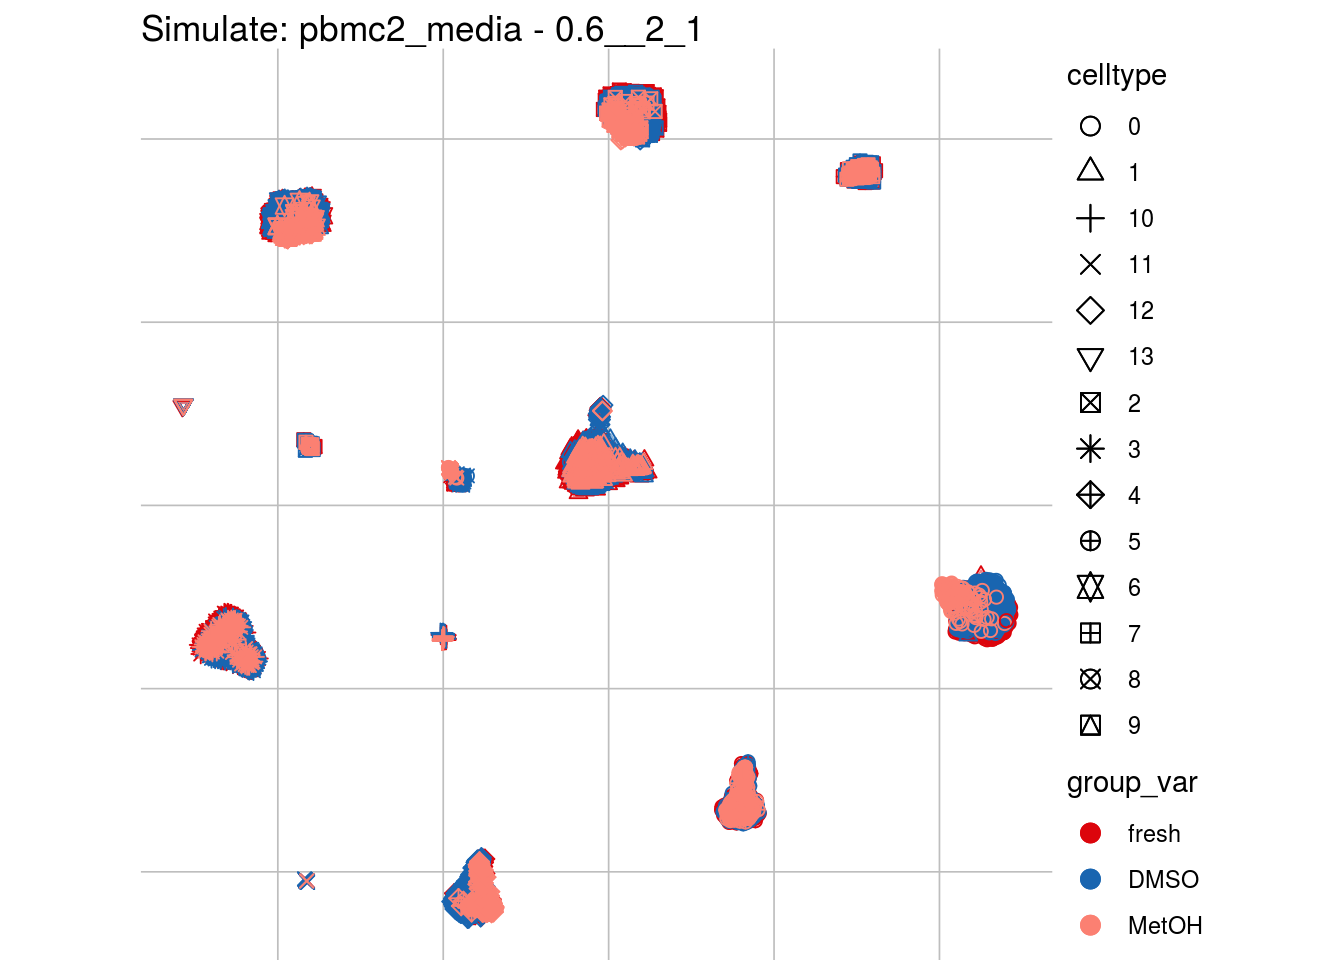 Simulate: pbmc2_media - 0.6__2_1
celltype
0
1
10
11
12
13
2
3
4
5
6
7
8
9
group_var
fresh
DMSO
MetOH